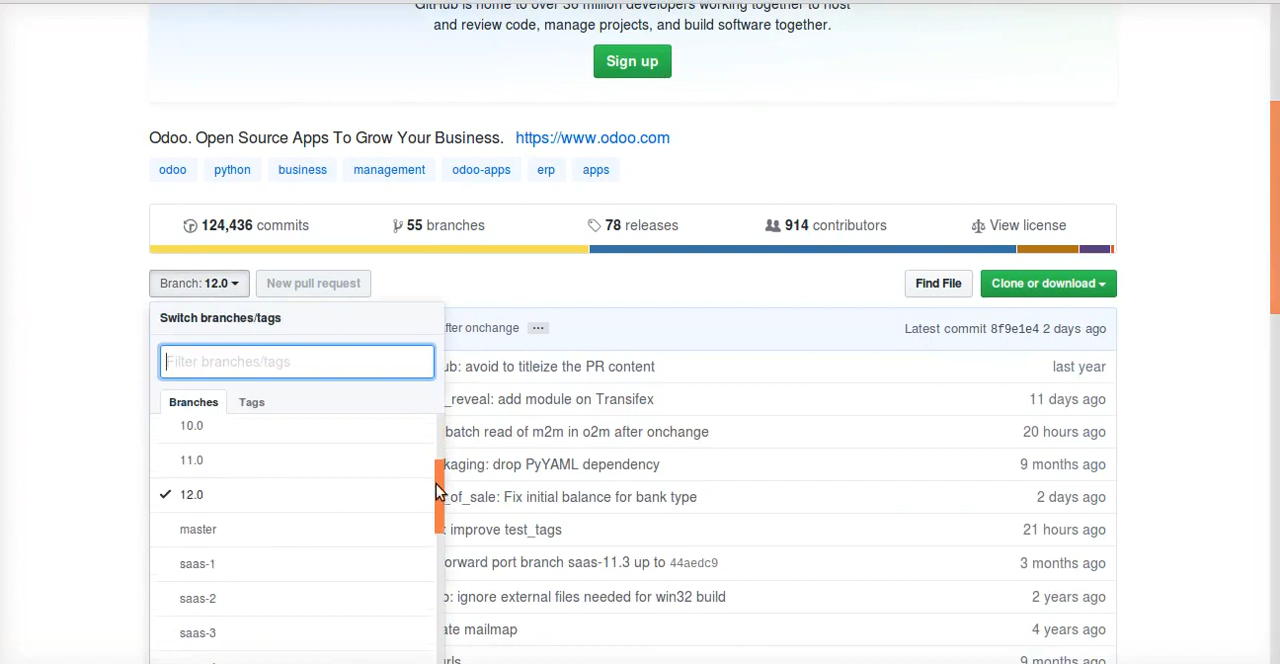 GitHub is home to over 36 million developers working together to host
and review code, manage projects, and build software together.
Sign up
Odoo. Open Source Apps To Grow Your Business. https://www.odoo.com
odoo python business management odoo-apps erp apps
124,436 commits 55 branches 78 releases 914 contributors View license
Branch: 12.0 New pull request Find File Clone or download
Switch branches/tags
after onchange ... Latest commit 8f9e1e4 2 days ago
Filter branches/tags
ub: avoid to titleize the PR content last year
Branches Tags
_reveal: add module on Transifex 11 days ago
10.0
batch read of m2m in o2m after onchange 20 hours ago
11.0
kaging: drop PyYAML dependency 9 months ago
12.0
_of_sale: Fix initial balance for bank type 2 days ago
master
: improve test_tags 21 hours ago
saas-1
orward port branch saas-11.3 up to 44aedc9 3 months ago
saas-2
: ignore external files needed for win32 build 2 years ago
saas-3
ate mailmap 4 years ago
urls 9 months ago